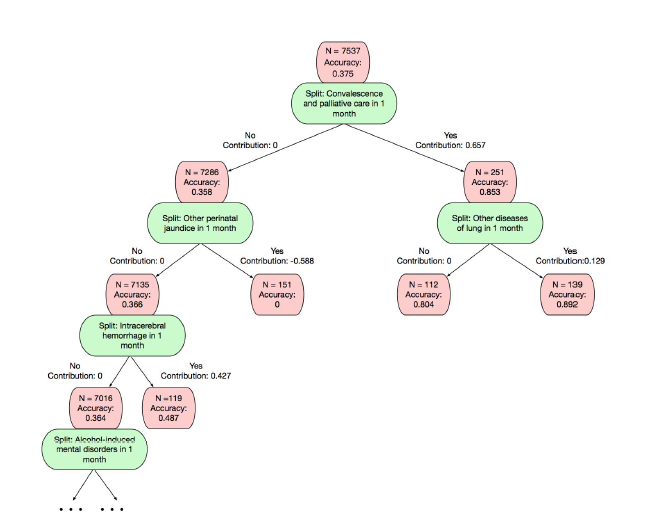 N = 7537
Accuracy:
0.375
Split: Convalescence
and palliative care in 1
month
No
Contribution: 0
Yes
Contribution: 0.657
N = 7286
Accuracy:
0.358
N = 251
Accuracy:
0.853
Split: Other perinatal
jaundice in 1 month
Split: Other diseases
of lung in 1 month
No
Contribution: 0
Yes
Contribution: -0.588
No
Contribution: 0
Yes
Contribution:0.129
N = 7135
Accuracy:
0.366
N = 151
Accuracy:
0
N = 112
Accuracy:
0.804
N = 139
Accuracy:
0.892
Split: Intracerebral
hemorrhage in 1
month
No
Contribution: 0
Yes
Contribution: 0.427
N = 7016
Accuracy:
0.364
N =119
Accuracy:
0.487
Split: Alcohol-induced
mental disorders in 1
month
• • • • • •